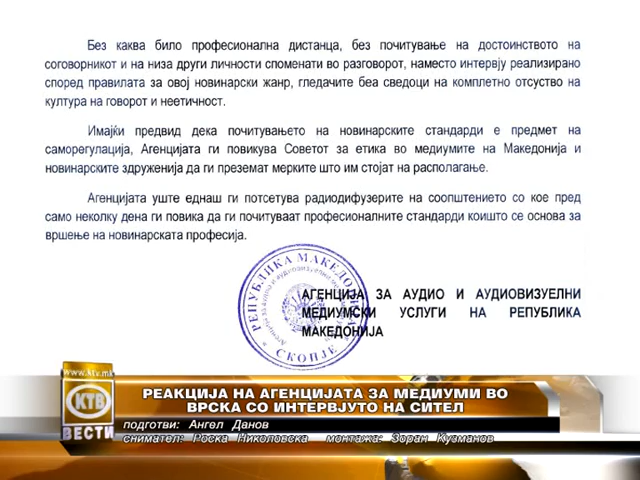 Без каква било професионална дистанца, без почитување на достоинството на
соговорникот и на низа други личности споменати во разговорот, наместо интервју реализирано
според правилата за овој новинарски жанр, гледачите беа сведоци на комплетно отсуство на
култура на говорот и неетичност.
Имајќи предвид дека почитувањето на новинарските стандарди е предмет на
саморегулација, Агенцијата ги повикува Советот за етика во медиумите на Македонија и
новинарските здруженија да ги преземат мерките што им стојат на располагање.
Агенцијата уште еднаш ги потсетува радиодифузерите на соопштението со кое пред
само неколку дена ги повика да ги почитуваат професионалните стандарди коишто се основа за
вршење на новинарската професија.
РЕПУБЛИКА МАКЕДОНИЈА
СКОПЈЕ
АГЕНЦИЈА ЗА АУДИО И АУДИОВИЗУЕЛНИ
МЕДИУМСКИ УСЛУГИ НА РЕПУБЛИКА
МАКЕДОНИЈА
www.ktv.mk
КТВ
ВЕСТИ
РЕАКЦИЈА НА АГЕНЦИЈАТА ЗА МЕДИУМИ ВО
ВРСКА СО ИНТЕРВЈУТО НА СИТЕЛ
подготви: Ангел Данов
снимател: Роска Николовска монтажа: Зоран Кузманов